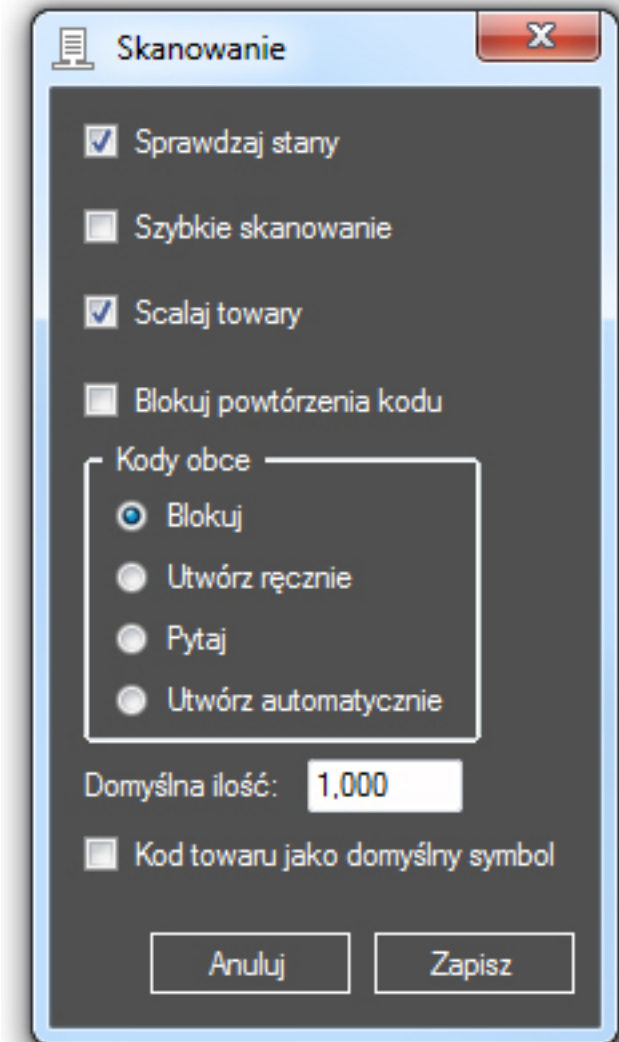 Skanowanie
Sprawdzaj stany
Szybkie skanowanie
Scalaj towary
Blokuj powtórzenia kodu
Kody obce
Blokuj
Utwórz ręcznie
Pytaj
Utwórz automatycznie
Domyślna ilość: 1,000
Kod towaru jako domyślny symbol
Anuluj Zapisz